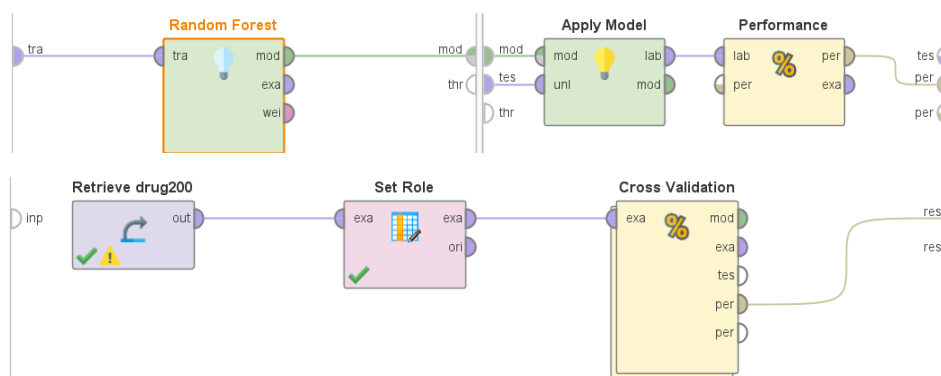 Random Forest
Apply Model
Performance
tra
tra
mod
exa
wei
mod
thr
mod
tes
thr
mod
unl
lab
mod
lab
per
per
exa
tes
per
per
Retrieve drug200
Set Role
Cross Validation
inp
out
exa
exa
ori
exa
mod
exa
tes
per
per
res
res